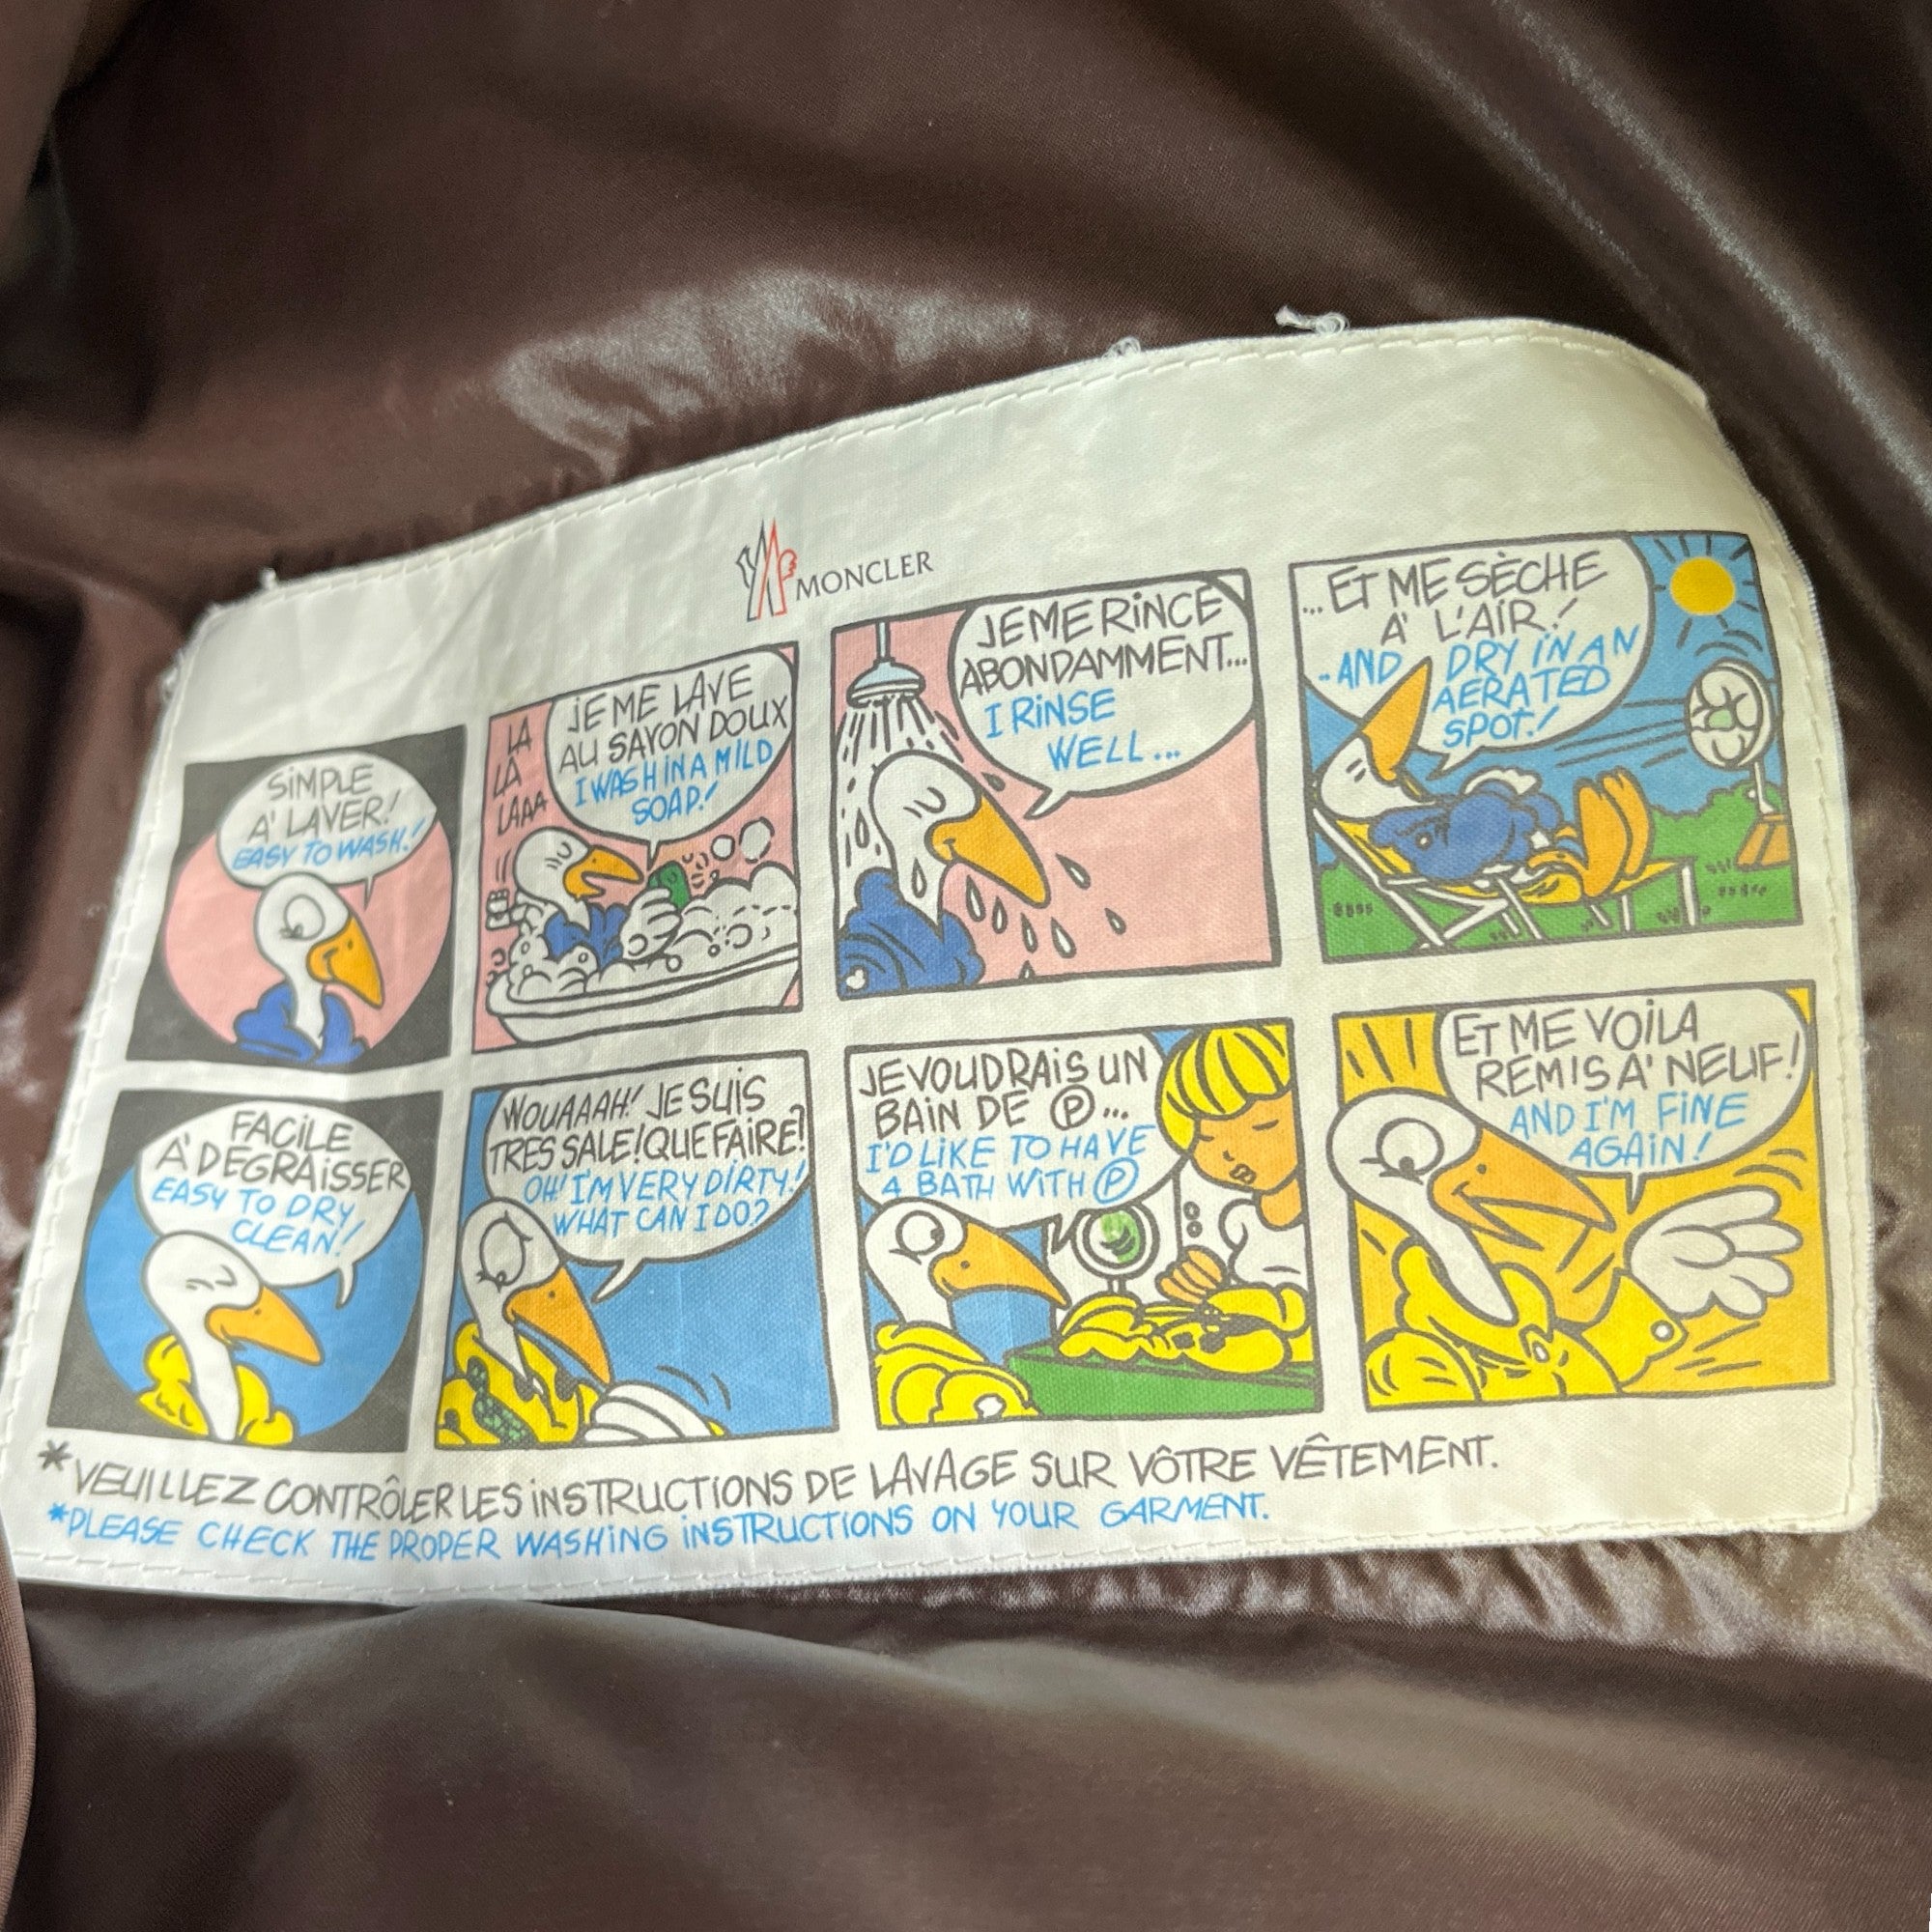 MONCLER
SiMPLE
A' LAVER!
EASY TO WASH!
LA
LA
LAAA
JE ME LAVE
AU SAVON DOUX
I WASH IN A MILD
SOAP!
JE ME RINCE
ABONDAMMENT...
I RiNSE
WELL...
...ET ME SÈCHE
A' L'AIR!
..AND DRY IN AN
AERATED
SPOT!
FACiLE
A' DEGRAiSSER
EASY TO DRY
CLEAN!
WOUAAAH! JE SUIS
TRES SALE! QUE FAIRE?
OH! I'M VERY DIRTY!
WHAT CAN I DO?
JE VOUDRAIS UN
BAIN DE Ⓟ...
I'D LIKE TO HAVE
A BATH WITH Ⓟ
ET ME VOILA
REMIS A' NEUF!
AND I'M FINE
AGAIN!
*VEUILLEZ CONTRÔLER LES iNSTRUCTIONS DE LAVAGE SUR VÔTRE VÊTEMENT.
*PLEASE CHECK THE PROPER WASHING INSTRUCTIONS ON YOUR GARMENT.